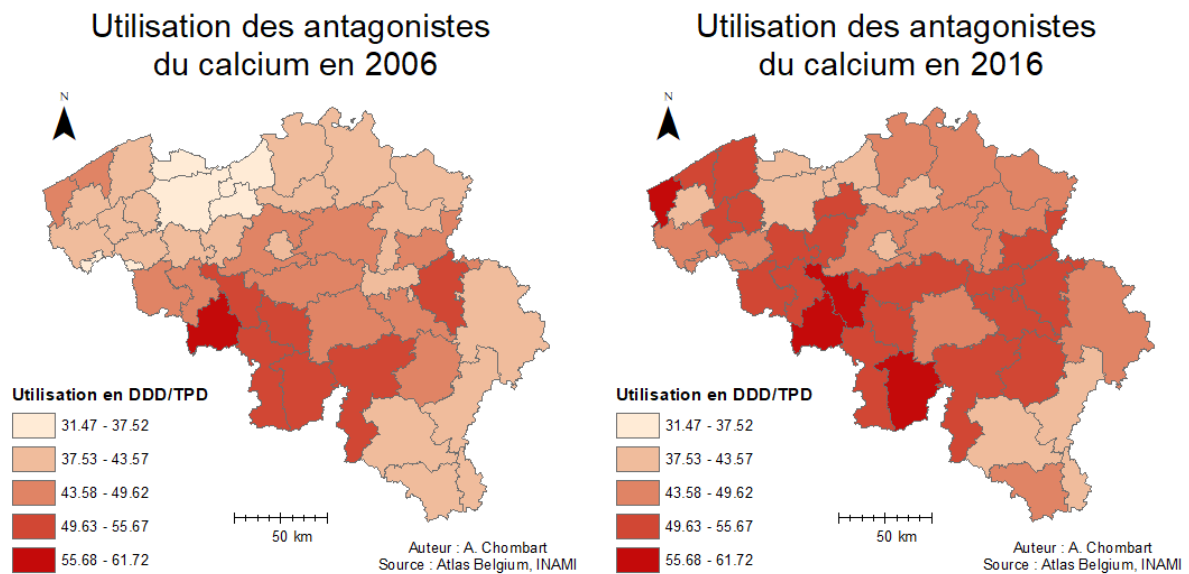 Utilisation des antagonistes
du calcium en 2006
N
Utilisation en DDD/TPD
31.47 - 37.52
37.53 - 43.57
43.58 - 49.62
49.63 - 55.67
55.68 - 61.72
50 km
Auteur : A. Chombart
Source : Atlas Belgium, INAMI
Utilisation des antagonistes
du calcium en 2016
N
Utilisation en DDD/TPD
31.47 - 37.52
37.53 - 43.57
43.58 - 49.62
49.63 - 55.67
55.68 - 61.72
50 km
Auteur : A. Chombart
Source : Atlas Belgium, INAMI